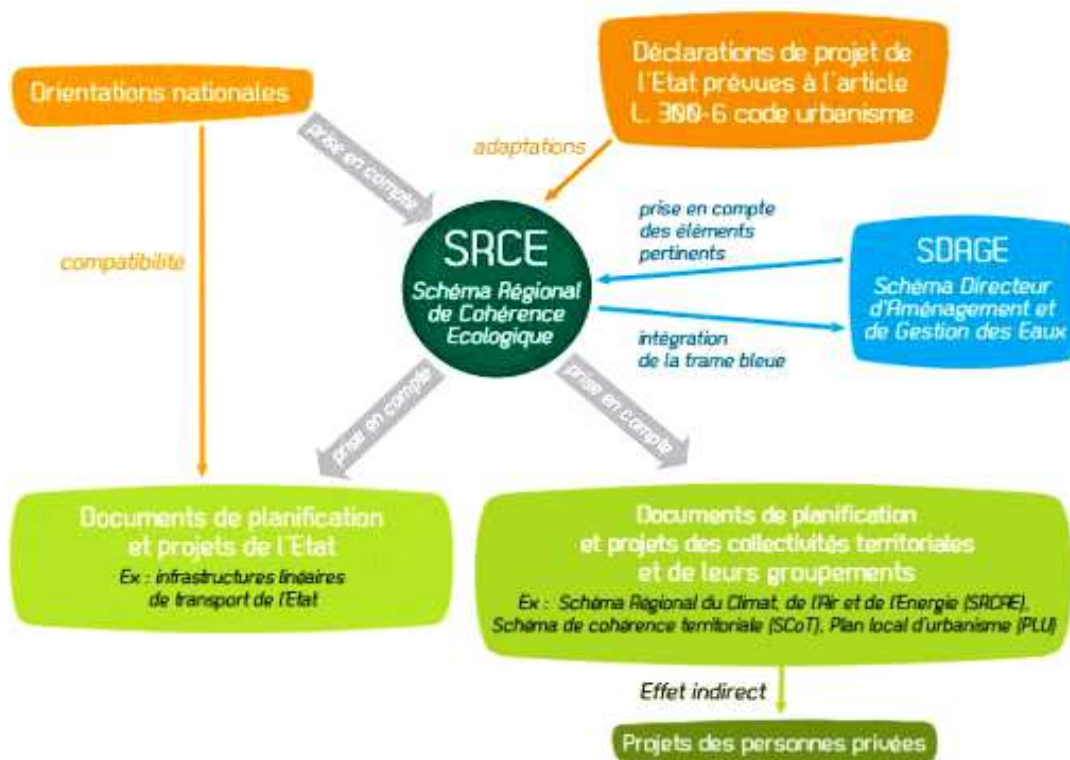 Orientations nationales
Déclarations de projet de
l'Etat prévues à l'article
L. 300-6 code urbanisme
prise en compte
adaptations
compatibilité
SRCE
Schéma Régional
de Cohérence
Ecologique
prise en compte
des éléments
pertinents
SDAGE
Schéma Directeur
d'Aménagement et
de Gestion des Eaux
intégration
de la trame bleue
prise en compte
prise en compte
Documents de planification
et projets de l'Etat
Ex : infrastructures linéaires
de transport de l'Etat
Documents de planification
et projets des collectivités territoriales
et de leurs groupements
Ex : Schéma Régional du Climat, de l'Air et de l'Energie (SRCAE),
Schéma de cohérence territoriale (SCoT), Plan local d'urbanisme (PLU)
Effet indirect
Projets des personnes privées